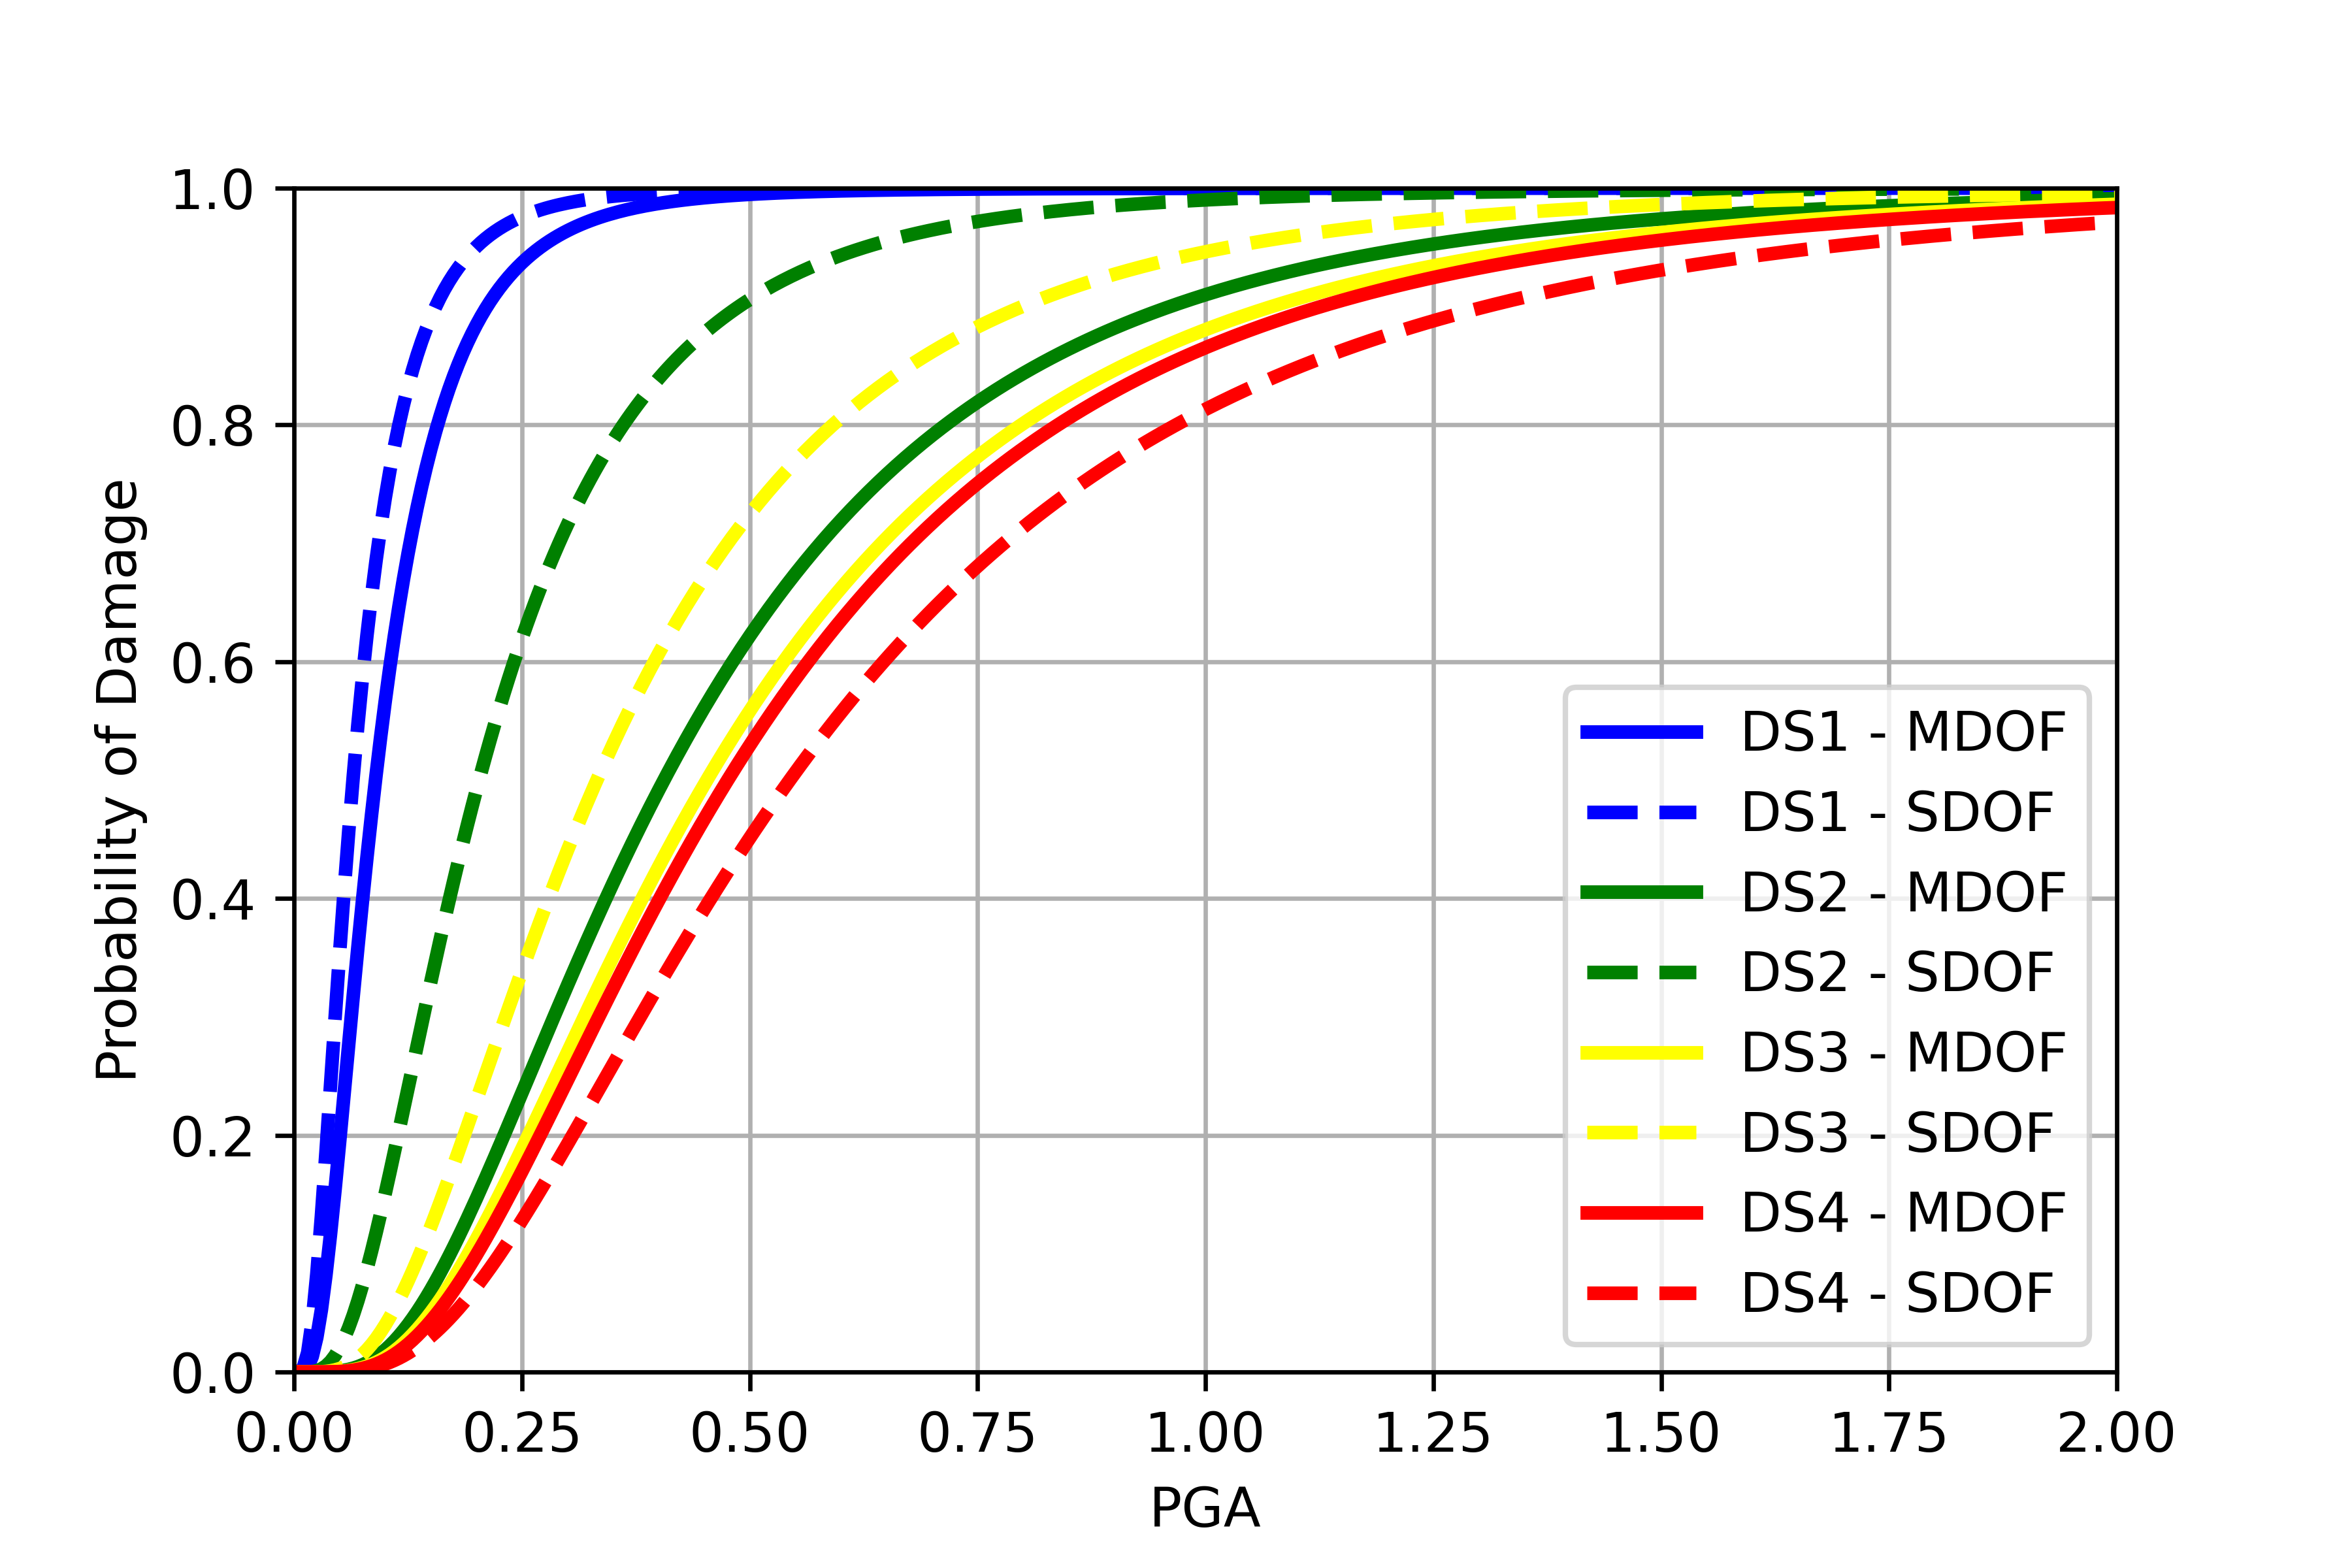 Probability of Damage
1.0
0.8
0.6
0.4
0.2
0.0
0.00 0.25 0.50 0.75 1.00 1.25 1.50 1.75 2.00
PGA
DS1 - MDOF
DS1 - SDOF
DS2 - MDOF
DS2 - SDOF
DS3 - MDOF
DS3 - SDOF
DS4 - MDOF
DS4 - SDOF